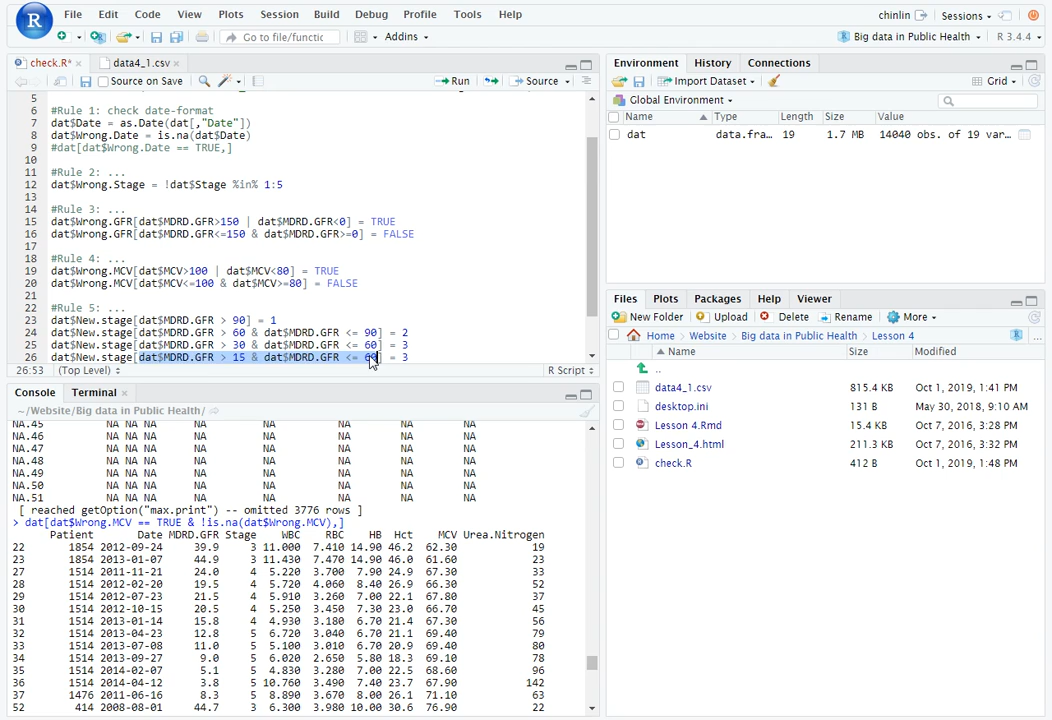 R File Edit Code View Plots Session Build Debug Profile Tools Help chinlin Sessions
Go to file/functic Addins Big data in Public Health R 3.4.4
check.R* × data4_1.csv ×
Source on Save Run Source
5
6 #Rule 1: check date-format
7 dat$Date = as.Date(dat[,"Date"])
8 dat$Wrong.Date = is.na(dat$Date)
9 #dat[dat$Wrong.Date == TRUE,]
10
11 #Rule 2: ...
12 dat$Wrong.Stage = !dat$Stage %in% 1:5
13
14 #Rule 3: ...
15 dat$Wrong.GFR[dat$MDRD.GFR>150 | dat$MDRD.GFR<0] = TRUE
16 dat$Wrong.GFR[dat$MDRD.GFR<=150 & dat$MDRD.GFR>=0] = FALSE
17
18 #Rule 4: ...
19 dat$Wrong.MCV[dat$MCV>100 | dat$MCV<80] = TRUE
20 dat$Wrong.MCV[dat$MCV<=100 & dat$MCV>=80] = FALSE
21
22 #Rule 5: ...
23 dat$New.stage[dat$MDRD.GFR > 90] = 1
24 dat$New.stage[dat$MDRD.GFR > 60 & dat$MDRD.GFR <= 90] = 2
25 dat$New.stage[dat$MDRD.GFR > 30 & dat$MDRD.GFR <= 60] = 3
26 dat$New.stage[dat$MDRD.GFR > 15 & dat$MDRD.GFR <= 60] = 3
26:53 (Top Level) R Script
Console Terminal ×
~/Website/Big data in Public Health/
NA.45 NA NA NA NA NA NA NA NA
NA.46 NA NA NA NA NA NA NA NA
NA.47 NA NA NA NA NA NA NA NA
NA.48 NA NA NA NA NA NA NA NA
NA.49 NA NA NA NA NA NA NA NA
NA.50 NA NA NA NA NA NA NA NA
NA.51 NA NA NA NA NA NA NA NA
[ reached getOption("max.print") -- omitted 3776 rows ]
> dat[dat$Wrong.MCV == TRUE & !is.na(dat$Wrong.MCV),]
Patient Date MDRD.GFR Stage WBC RBC HB Hct MCV Urea.Nitrogen
22 1854 2012-09-24 39.9 3 11.000 7.410 14.90 46.2 62.30 19
23 1854 2013-01-07 44.9 3 11.430 7.470 14.90 46.0 61.60 23
27 1514 2011-11-21 24.0 4 5.220 3.700 7.90 24.9 67.30 33
28 1514 2012-02-20 19.5 4 5.720 4.060 8.40 26.9 66.30 52
29 1514 2012-07-23 21.5 4 5.910 3.260 7.00 22.1 67.80 37
30 1514 2012-10-15 20.5 4 5.250 3.450 7.30 23.0 66.70 45
31 1514 2013-01-14 15.8 4 4.930 3.180 6.70 21.4 67.30 56
32 1514 2013-04-23 12.8 5 6.720 3.040 6.70 21.1 69.40 79
33 1514 2013-07-08 11.0 5 5.100 3.010 6.70 20.9 69.40 80
34 1514 2013-09-27 9.0 5 6.020 2.650 5.80 18.3 69.10 78
35 1514 2014-02-07 5.1 5 4.830 3.280 7.00 22.5 68.60 96
36 1514 2014-04-12 3.8 5 10.760 3.490 7.40 23.7 67.90 142
37 1476 2011-06-16 8.3 5 8.890 3.670 8.00 26.1 71.10 63
52 414 2008-08-01 44.7 3 6.300 3.980 10.00 30.6 76.90 22
Environment History Connections
Import Dataset Grid
Global Environment
Name Type Length Size Value
dat data.fra… 19 1.7 MB 14040 obs. of 19 var…
Files Plots Packages Help Viewer
New Folder Upload Delete Rename More
Home Website Big data in Public Health Lesson 4 ...
Name Size Modified
..
data4_1.csv 815.4 KB Oct 1, 2019, 1:41 PM
desktop.ini 131 B May 30, 2018, 9:10 AM
Lesson 4.Rmd 15.4 KB Oct 7, 2016, 3:28 PM
Lesson_4.html 211.3 KB Oct 7, 2016, 3:32 PM
check.R 412 B Oct 1, 2019, 1:48 PM